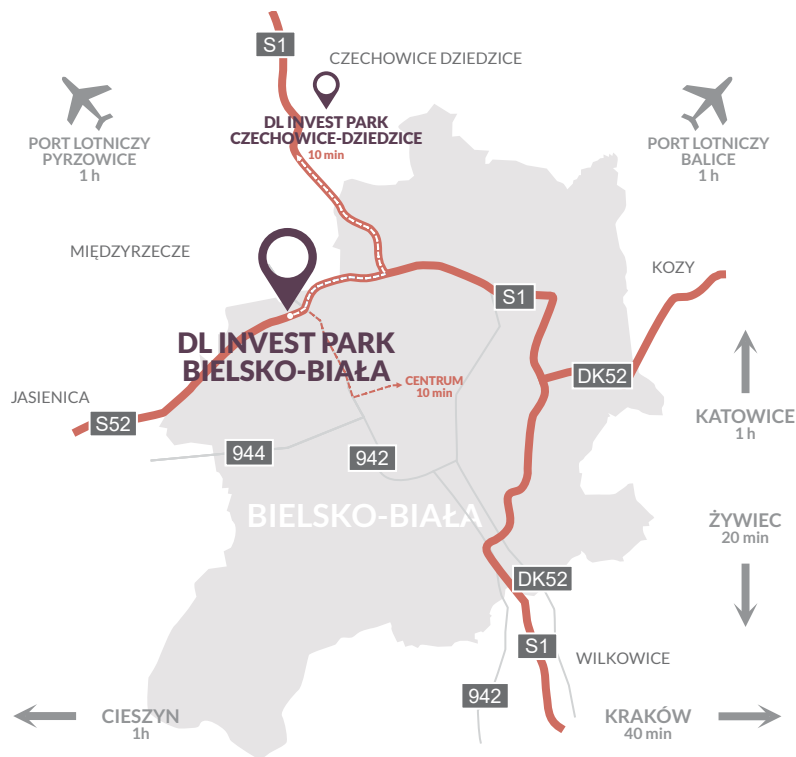 S1
CZECHOWICE DZIEDZICE
DL INVEST PARK
CZECHOWICE-DZIEDZICE
10 min
PORT LOTNICZY
PYRZOWICE
1 h
PORT LOTNICZY
BALICE
1 h
MIĘDZYRZECZE
KOZY
S1
DL INVEST PARK
BIELSKO-BIAŁA
CENTRUM
10 min
DK52
JASIENICA
S52
KATOWICE
1 h
944
942
BIELSKO-BIAŁA
ŻYWIEC
20 min
DK52
S1
WILKOWICE
942
CIESZYN
1h
KRAKÓW
40 min